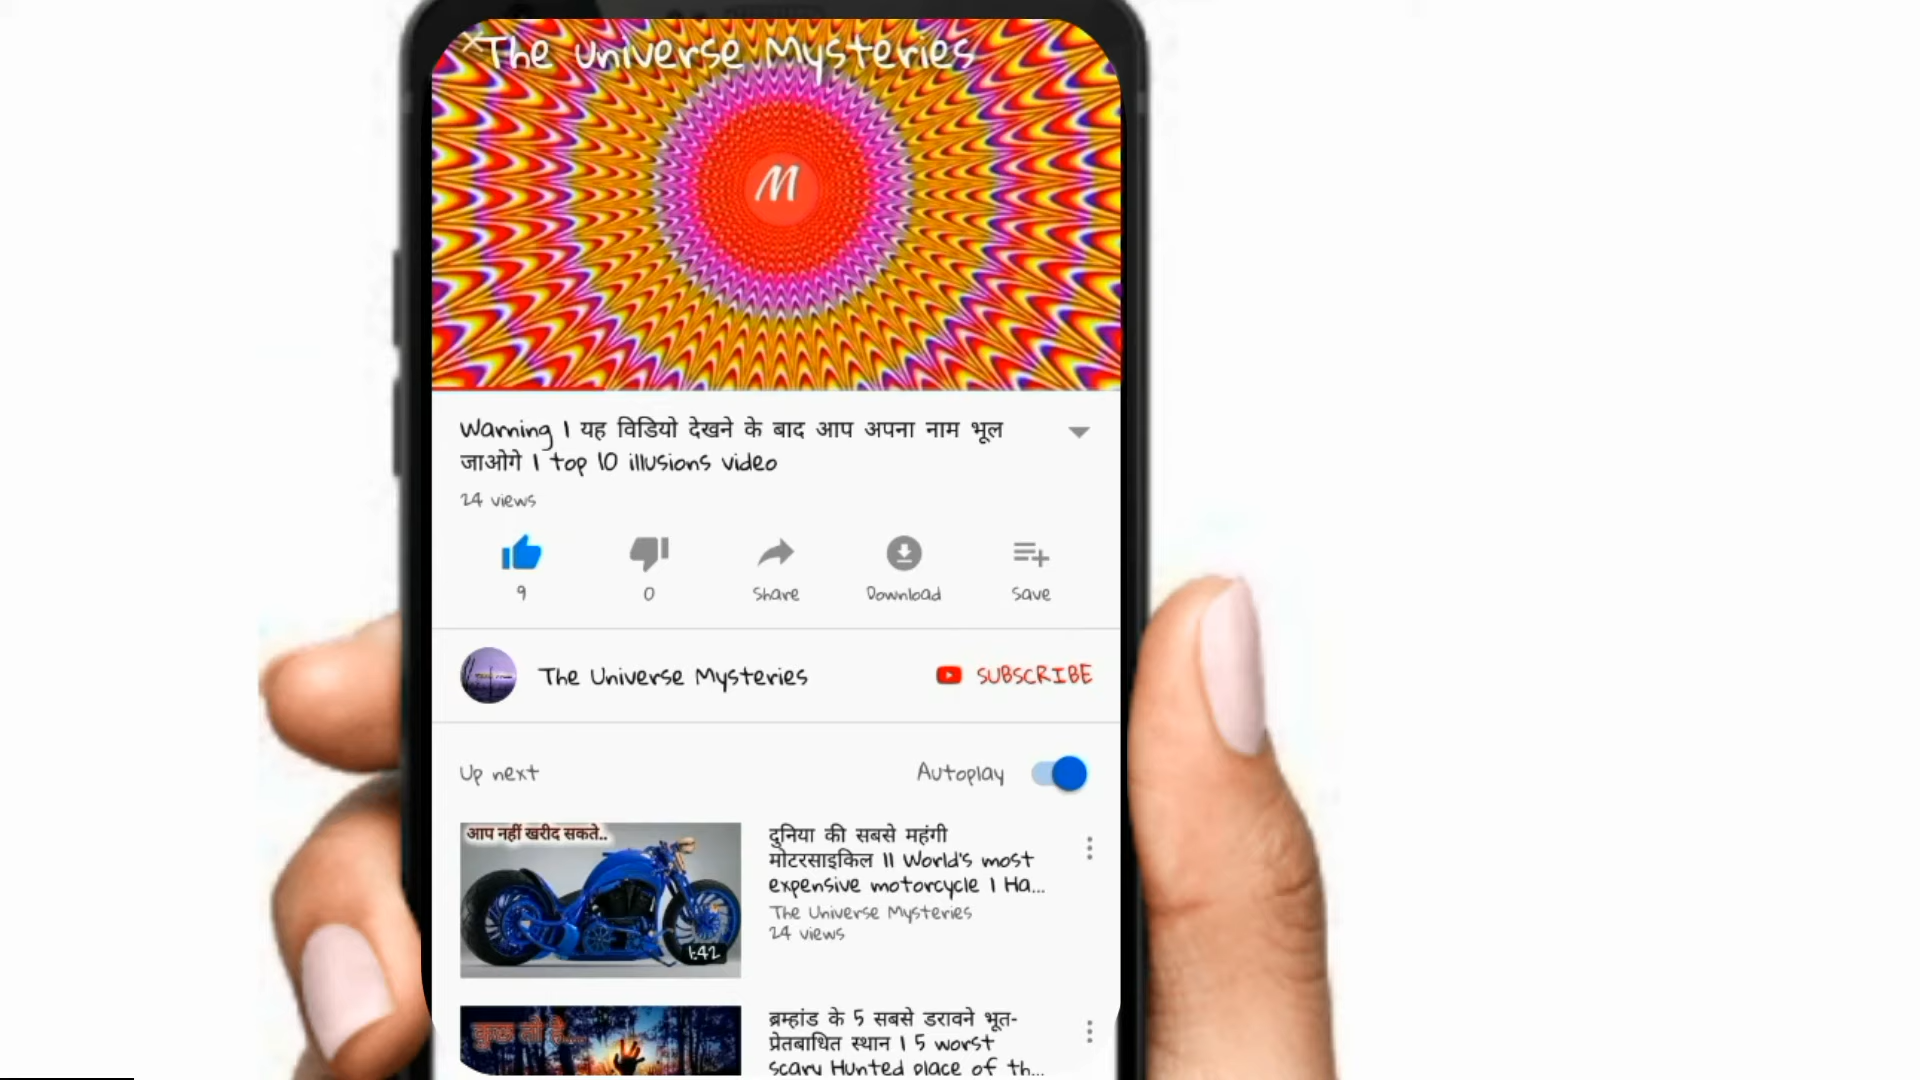 The Universe Mysteries
M
Warning | यह विडियो देखने के बाद आप अपना नाम भूल
जाओगे | top 10 illusions video
24 views
9
0
Share
Download
Save
The Universe Mysteries
SUBSCRIBE
Up next
Autoplay
आप नहीं खरीद सकते..
1:42
दुनिया की सबसे महंगी
मोटरसाइकिल || World's most
expensive motorcycle | Ha...
The Universe Mysteries
24 views
कुछ तो है...
ब्रम्हांड के 5 सबसे डरावने भूत-
प्रेतबाधित स्थान | 5 worst
scary Hunted place of th...